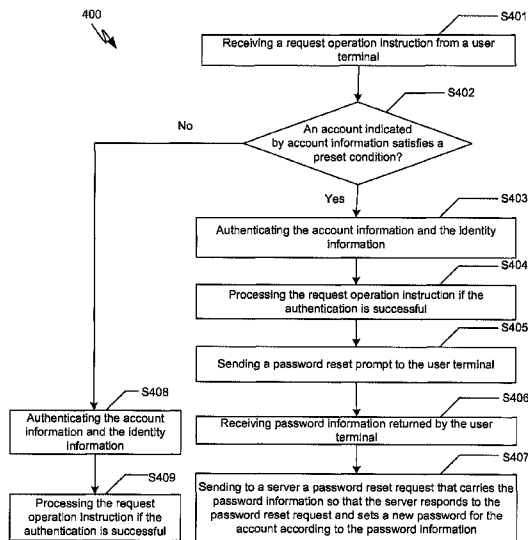 400
S401
Receiving a request operation instruction from a user
terminal
S402
An account indicated
by account information satisfies a
preset condition?
No
Yes
S403
Authenticating the account information and the identity
information
S404
Processing the request operation instruction if the
authentication is successful
S405
Sending a password reset prompt to the user terminal
S406
Receiving password information returned by the user
terminal
S407
Sending to a server a password reset request that carries the
password information so that the server responds to the
password reset request and sets a new password for the
account according to the password information
S408
Authenticating the account
information and the identity
information
S409
Processing the request
operation instruction if the
authentication is successful